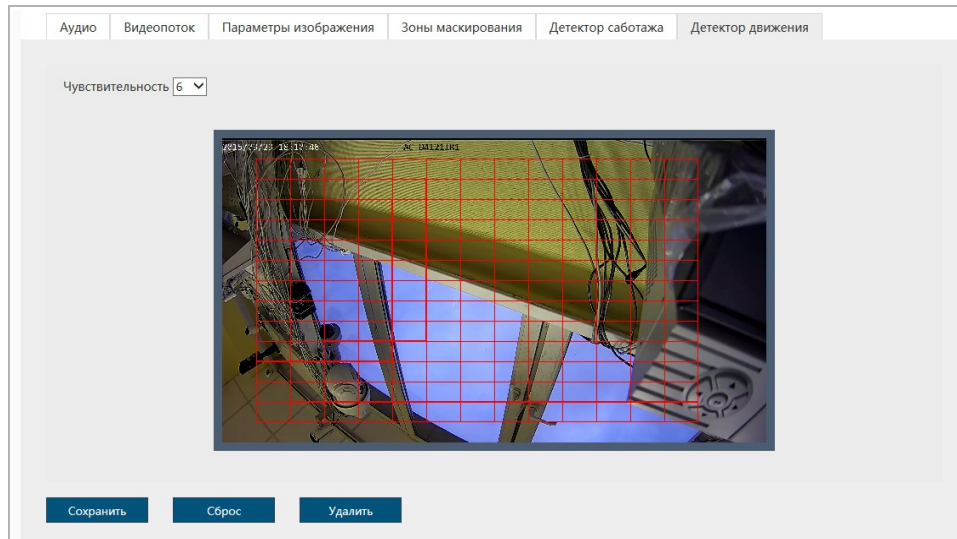 Аудио
Видеопоток
Параметры изображения
Зоны маскирования
Детектор саботажа
Детектор движения
Чувствительность 6
Сохранить
Сброс
Удалить